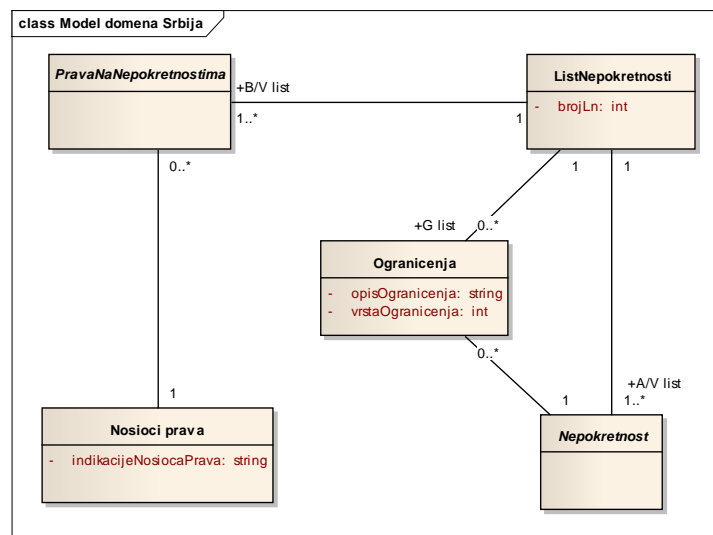 class Model domena Srbija
PravaNaNepokretnostima
ListNepokretnosti
- brojLn: int
+B/V list
1..*
1
0..*
1
1
+G list
0..*
Ogranicenja
- opisOgranicenja: string
- vrstaOgranicenja: int
0..*
1
+A/V list
1..*
1
Nosioci prava
- indikacijeNosiocaPrava: string
Nepokretnost